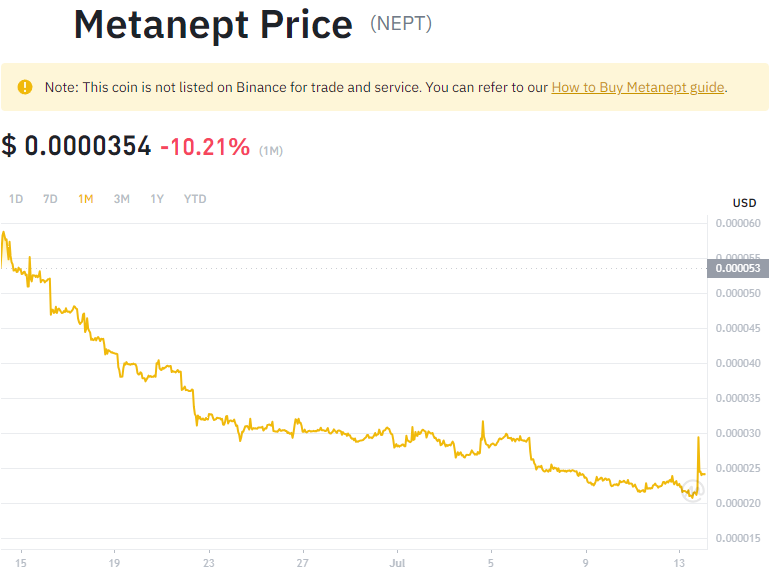 Metanept Price (NEPT)
Note: This coin is not listed on Binance for trade and service. You can refer to our How to Buy Metanept guide.
$ 0.0000354 -10.21% (1M)
1D 7D 1M 3M 1Y YTD
USD
0.000060
0.000055
0.000053
0.000050
0.000045
0.000040
0.000035
0.000030
0.000025
0.000020
0.000015
15 19 23 27 Jul 5 9 13